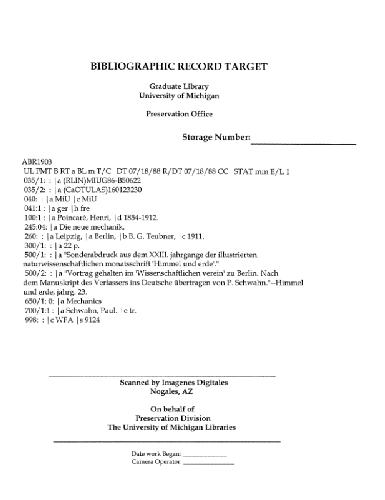 BIBLIOGRAPHIC RECORD TARGET
Graduate Library
University of Michigan
Preservation Office
Storage Number:
ABR1903
UL FMT B RT a BL m T/C DT 07/18/88 R/DT 07/18/88 CC STAT mm E/L 1
035/1: : |a (RLIN)MIUG86-B50622
035/2: : |a (CaOTULAS)160123230
040: : |a MiU |c MiU
041:1 : |a ger |h fre
100:1 : |a Poincaré, Henri, |d 1854-1912.
245:04: |a Die neue mechanik.
260: : |a Leipzig, |a Berlin, |b B. G. Teubner, |c 1911.
300/1: : |a 22 p.
500/1: : |a "Sonderabdruck aus dem XXIII. jahrgange der illustrierten
naturwissenschaftlichen monatsschrift 'Himmel und erde'."
500/2: : |a "Vortrag gehalten im 'Wissenschaftlichen verein' zu Berlin. Nach
dem Manuskript des Verfassers ins Deutsche übertragen von P. Schwahn."--Himmel
und erde, jahrg. 23.
650/1: 0: |a Mechanics
700/1:1 : |a Schwahn, Paul. |e tr.
998: : |c WFA |s 9124
Scanned by Imagenes Digitales
Nogales, AZ
On behalf of
Preservation Division
The University of Michigan Libraries
Date work Began:
Camera Operator: